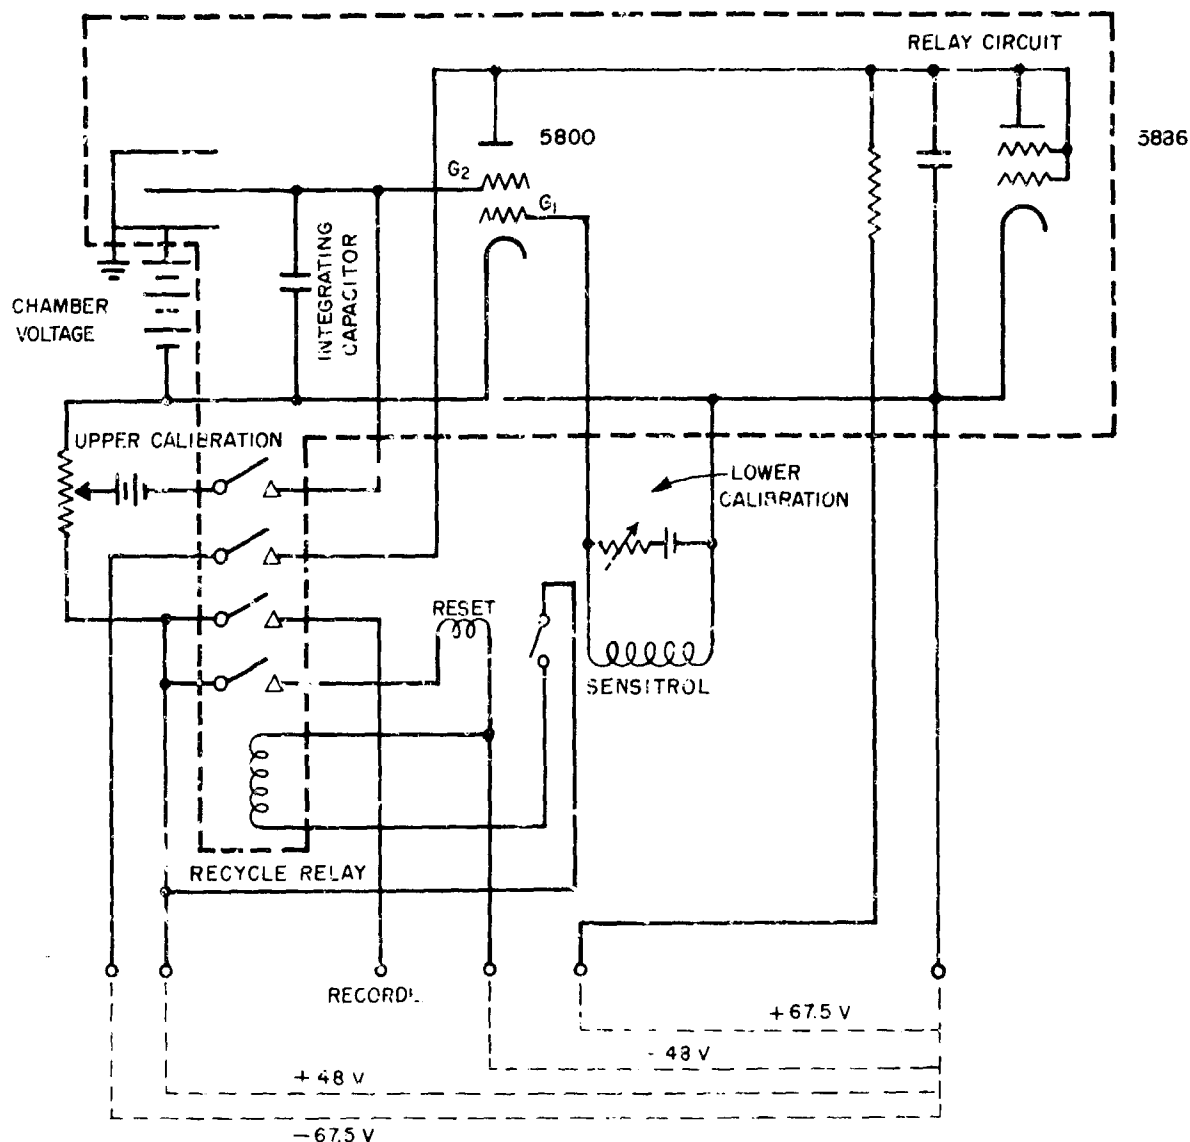 RELAY CIRCUIT
5800
5886
G2
G1
INTEGRATING
CAPACITOR
CHAMBER
VOLTAGE
UPPER CALIBRATION
LOWER
CALIBRATION
RESET
SENSITROL
RECYCLE RELAY
+67.5 V
- 48 V
+48 V
-67.5 V